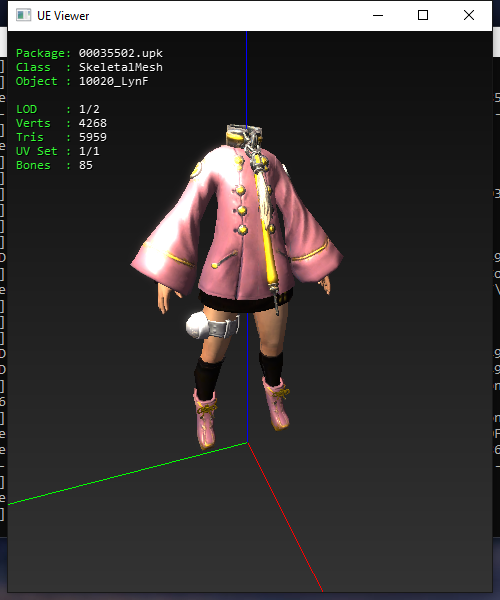 UE Viewer
Package: 00035502.upk
Class : SkeletalMesh
Object : 10020_LynF
LOD : 1/2
Verts : 4268
Tris : 5959
UV Set : 1/1
Bones : 85